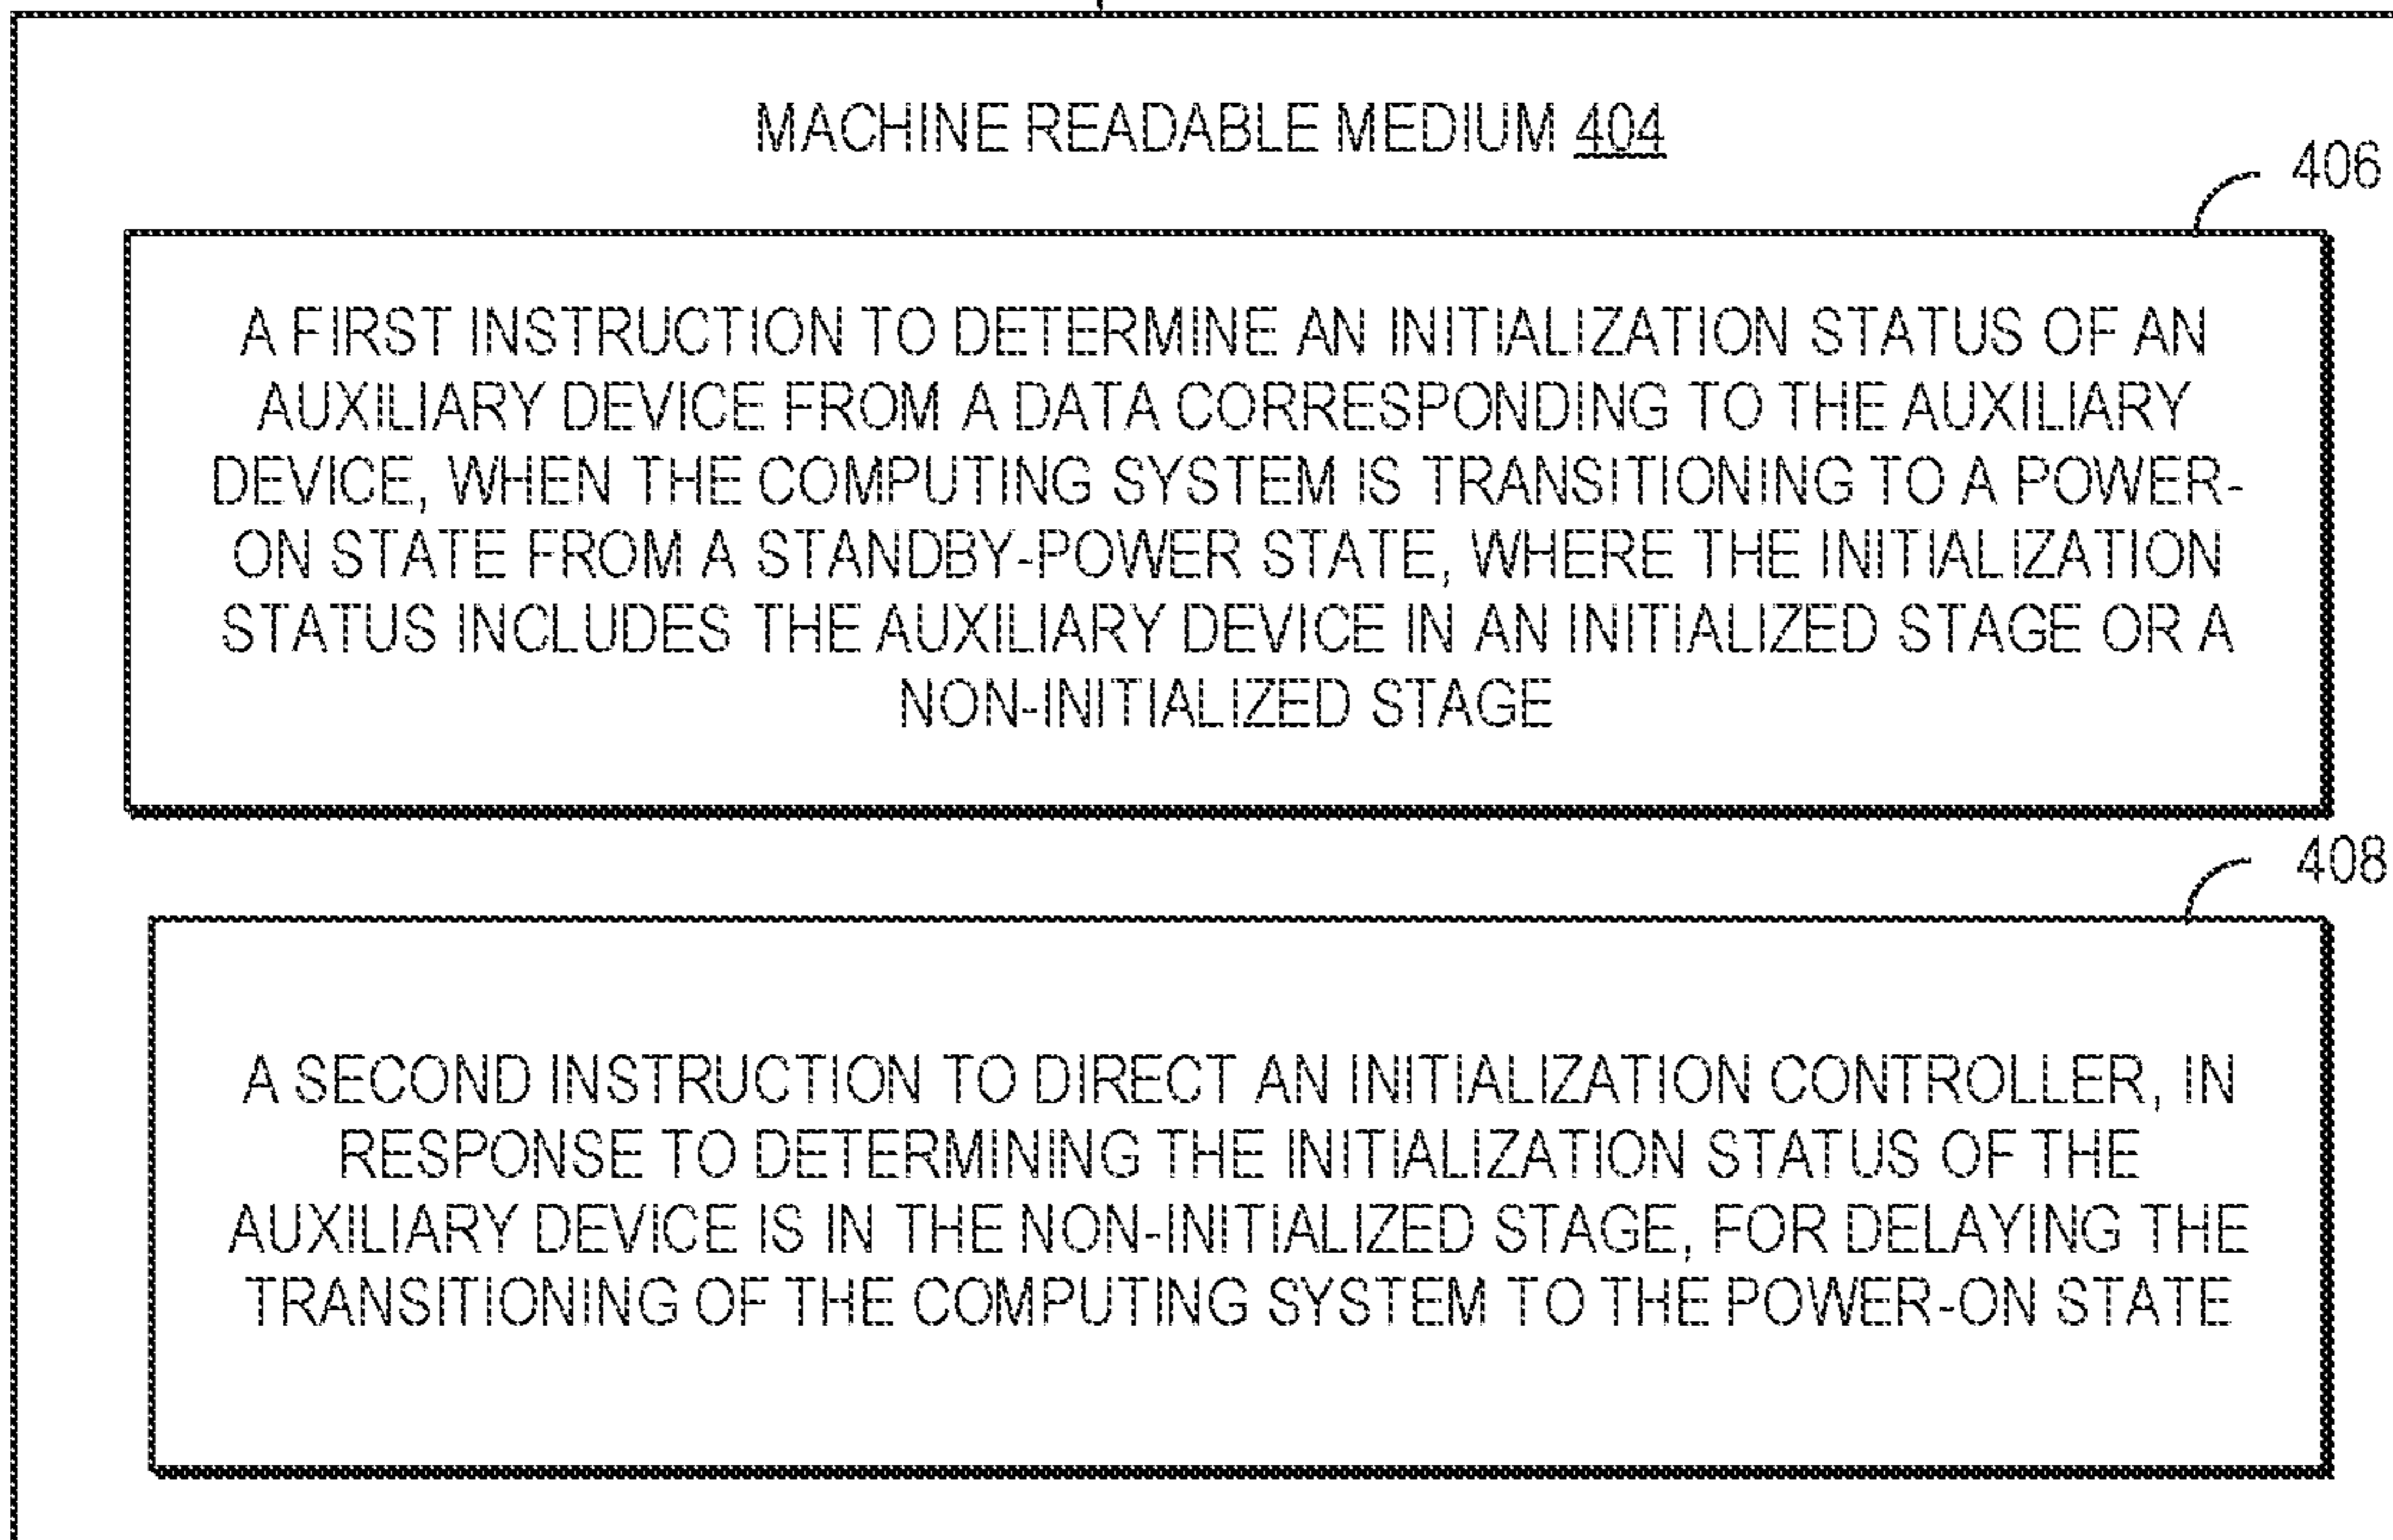 MACHINE READABLE MEDIUM 404
406
A FIRST INSTRUCTION TO DETERMINE AN INITIALIZATION STATUS OF AN
AUXILIARY DEVICE FROM A DATA CORRESPONDING TO THE AUXILIARY
DEVICE, WHEN THE COMPUTING SYSTEM IS TRANSITIONING TO A POWER-
ON STATE FROM A STANDBY-POWER STATE, WHERE THE INITIALIZATION
STATUS INCLUDES THE AUXILIARY DEVICE IN AN INITIALIZED STAGE OR A
NON-INITIALIZED STAGE
408
A SECOND INSTRUCTION TO DIRECT AN INITIALIZATION CONTROLLER, IN
RESPONSE TO DETERMINING THE INITIALIZATION STATUS OF THE
AUXILIARY DEVICE IS IN THE NON-INITIALIZED STAGE, FOR DELAYING THE
TRANSITIONING OF THE COMPUTING SYSTEM TO THE POWER-ON STATE